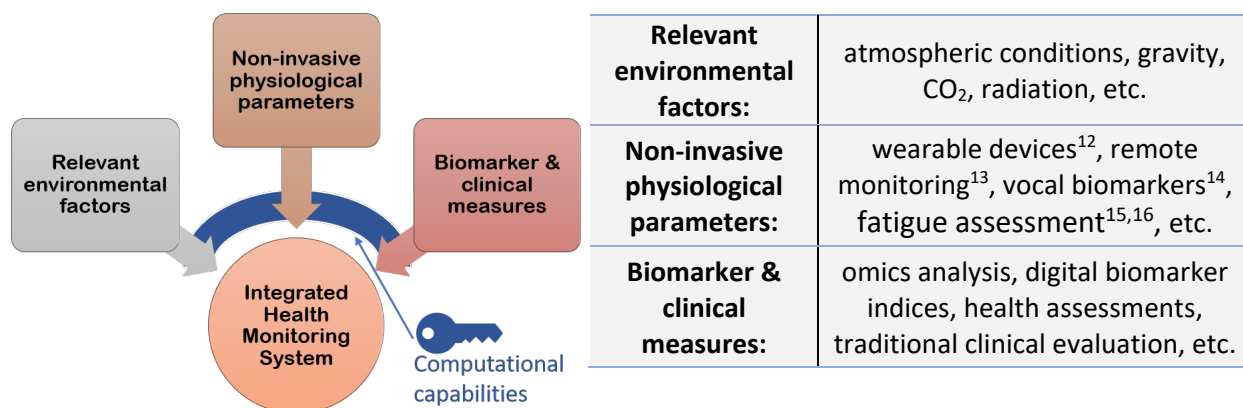 Non-invasive
physiological
parameters
Relevant
environmental
factors
Biomarker &
clinical
measures
Integrated
Health
Monitoring
System
Computational
capabilities
Relevant
environmental
factors:
atmospheric conditions, gravity,
CO₂, radiation, etc.
Non-invasive
physiological
parameters:
wearable devices¹², remote
monitoring¹³, vocal biomarkers¹⁴,
fatigue assessment¹⁵,¹⁶, etc.
Biomarker &
clinical
measures:
omics analysis, digital biomarker
indices, health assessments,
traditional clinical evaluation, etc.